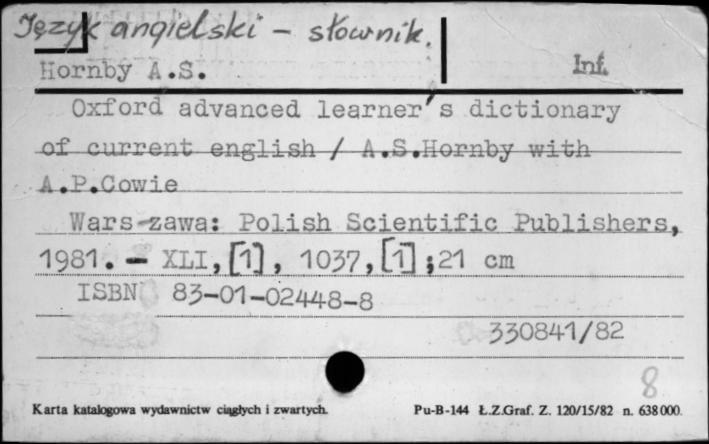 Język angielski - słownik.
Hornby A.S. Inf.
Oxford advanced learner's dictionary
of current english / A.S.Hornby with
A.P.Cowie
Wars-zawa: Polish Scientific Publishers,
1981. - XLI, [1], 1037, [1] ;21 cm
ISBN 83-01-02448-8
330841/82
8
Karta katalogowa wydawnictw ciągłych i zwartych. Pu-B-144 Ł.Z.Graf. Z. 120/15/82 n. 638000.